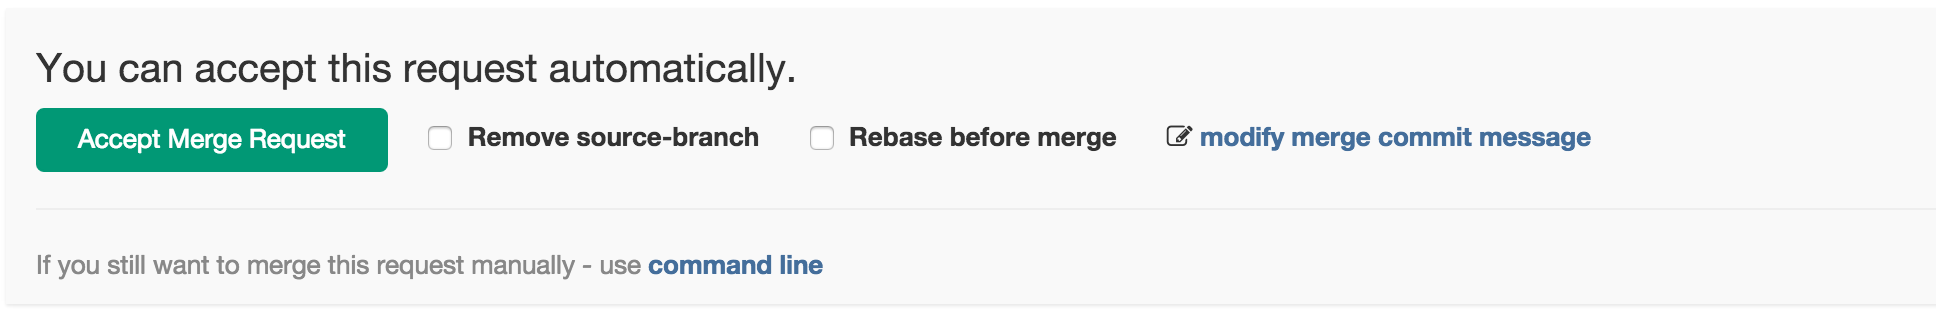 You can accept this request automatically.
Accept Merge Request Remove source-branch Rebase before merge modify merge commit message
If you still want to merge this request manually - use command line